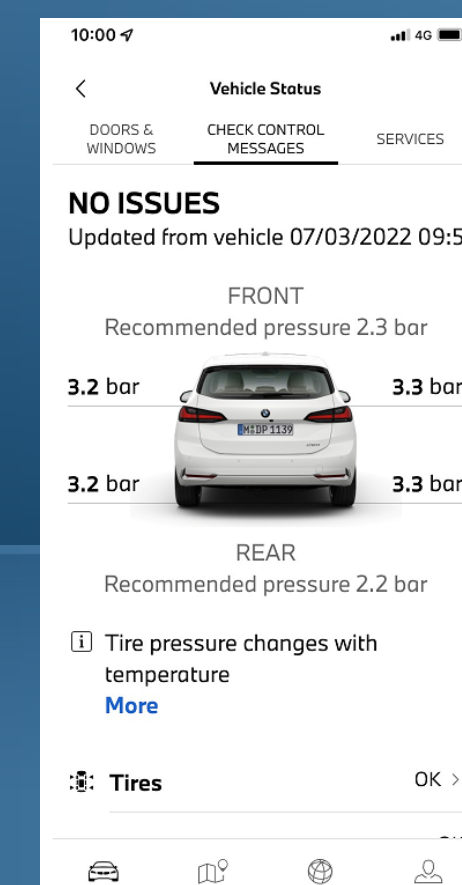 10:00
4G
Vehicle Status
DOORS & WINDOWS
CHECK CONTROL MESSAGES
SERVICES
NO ISSUES
Updated from vehicle 07/03/2022 09:5
FRONT
Recommended pressure 2.3 bar
3.2 bar
3.3 bar
M DP 1139
3.2 bar
3.3 bar
REAR
Recommended pressure 2.2 bar
Tire pressure changes with
temperature
More
Tires
OK